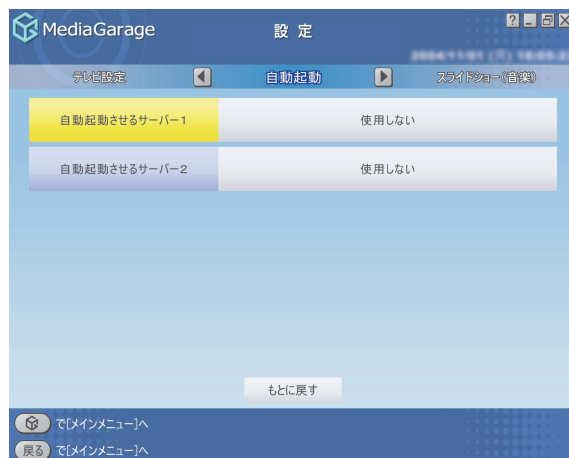 MediaGarage
設定
?
テレビ設定 自動起動 スライドショー(音楽)
自動起動させるサーバー1 使用しない
自動起動させるサーバー2 使用しない
もとに戻す
で[メインメニュー]へ
戻る で[メインメニュー]へ